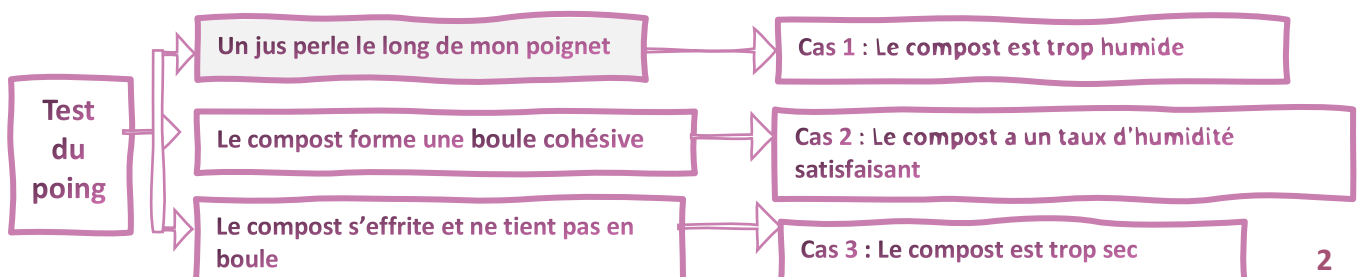 Test
du
poing
Un jus perle le long de mon poignet
Cas 1 : Le compost est trop humide
Le compost forme une boule cohésive
Cas 2 : Le compost a un taux d'humidité
satisfaisant
Le compost s'effrite et ne tient pas en
boule
Cas 3 : Le compost est trop sec
2